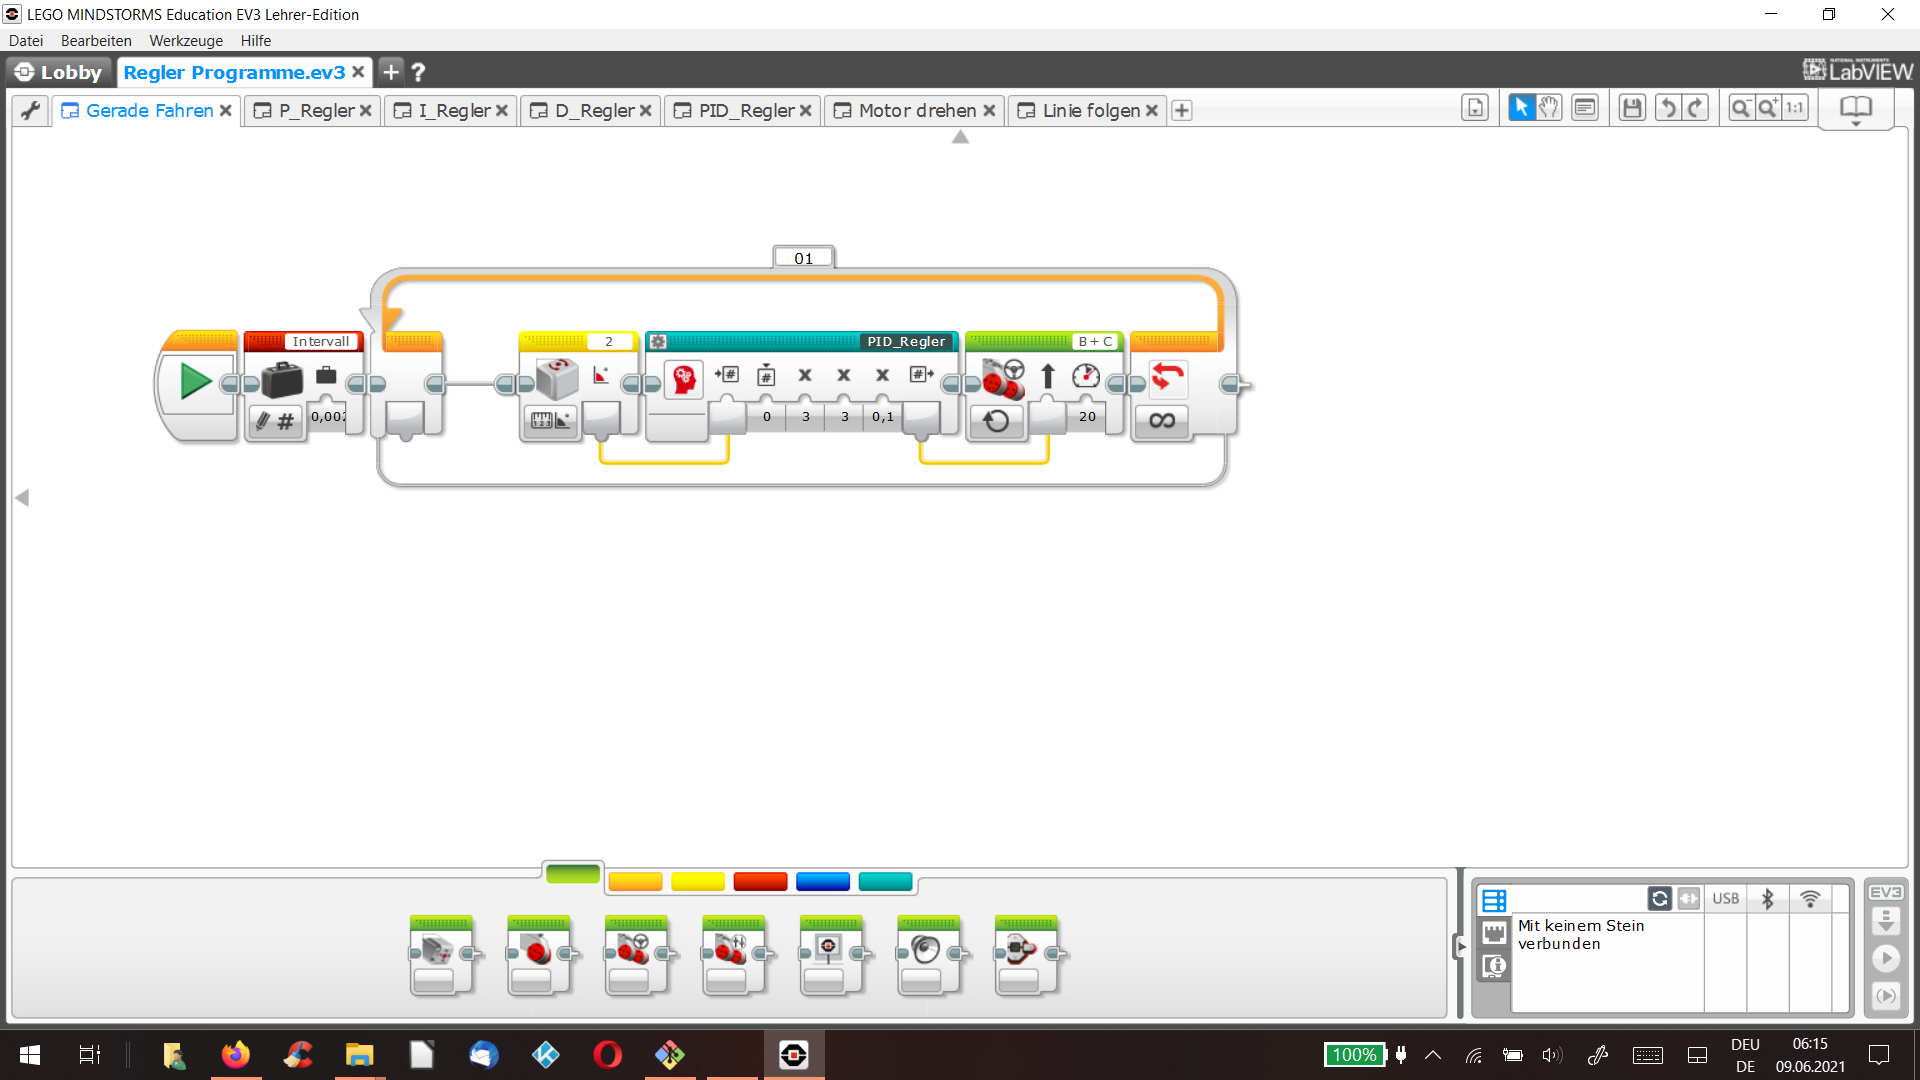 LEGO MINDSTORMS Education EV3 Lehrer-Edition
Datei Bearbeiten Werkzeuge Hilfe
Lobby Regler Programme.ev3 + ?
NATIONAL INSTRUMENTS
LabVIEW
Gerade Fahren P_Regler I_Regler D_Regler PID_Regler Motor drehen Linie folgen 1:1
01
Intervall 2 PID_Regler B + C
# # # #
# 0,002 0 3 3 0,1 20
EV3
USB
Mit keinem Stein
verbunden
100% DEU 06:15
DE 09.06.2021